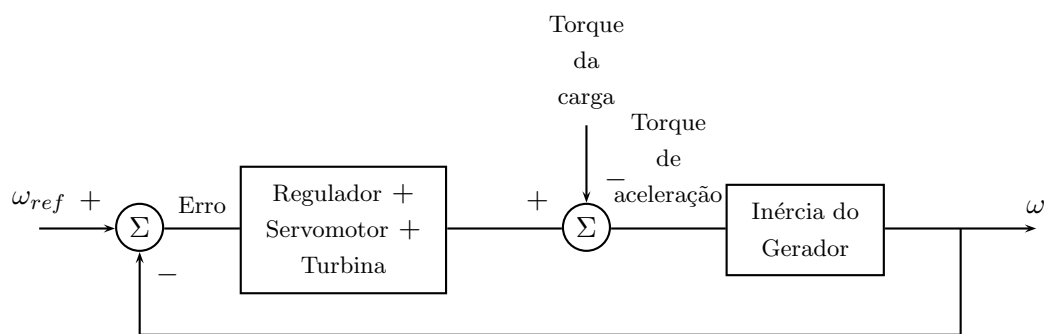 Torque
da
carga
Torque
de
aceleração
ω_ref +
Σ
−
Erro
Regulador +
Servomotor +
Turbina
+
−
Σ
Inércia do
Gerador
ω